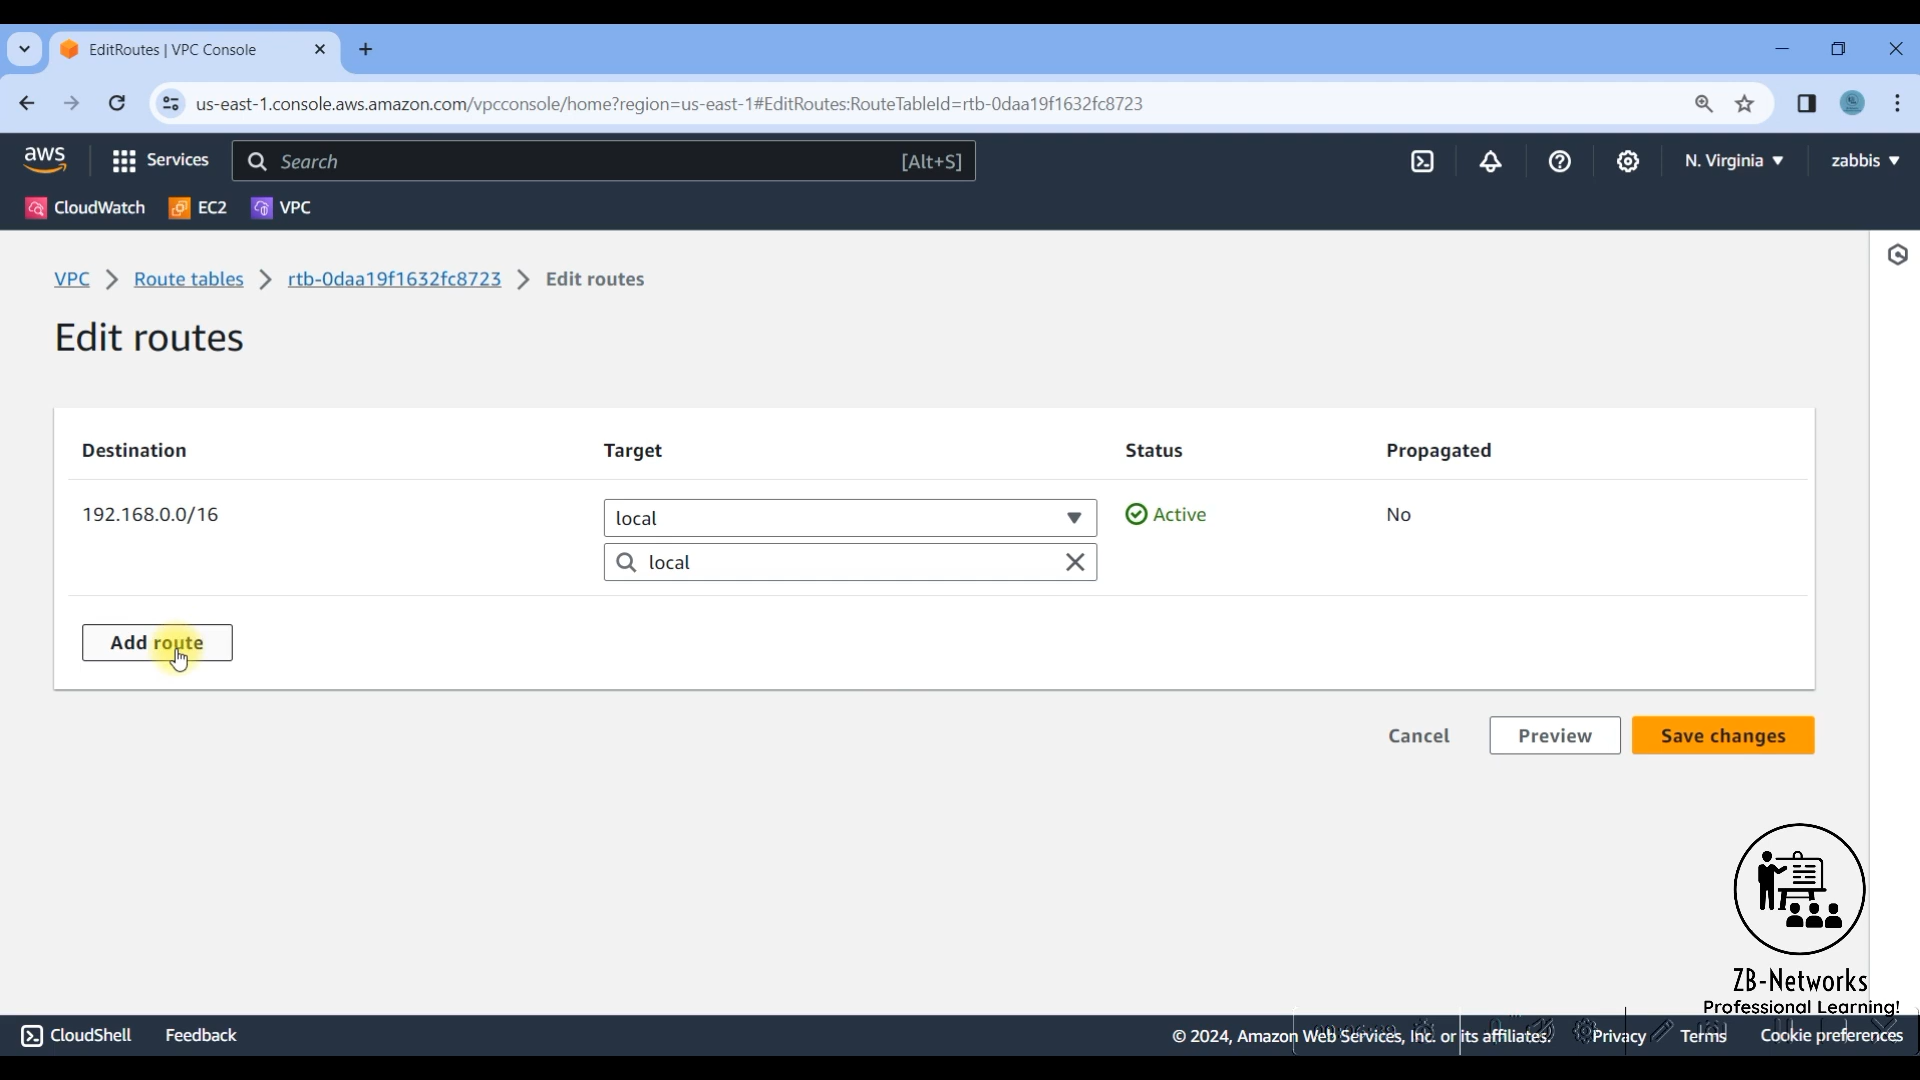 EditRoutes | VPC Console
us-east-1.console.aws.amazon.com/vpcconsole/home?region=us-east-1#EditRoutes:RouteTableId=rtb-0daa19f1632fc8723
aws Services Search [Alt+S] N. Virginia zabbis
CloudWatch EC2 VPC
VPC Route tables rtb-0daa19f1632fc8723 Edit routes
Edit routes
Destination Target Status Propagated
192.168.0.0/16 local Active No
local
Add route
Cancel Preview Save changes
ZB-Networks
Professional Learning!
CloudShell Feedback © 2024, Amazon Web Services, Inc. or its affiliates. Privacy Terms Cookie preferences